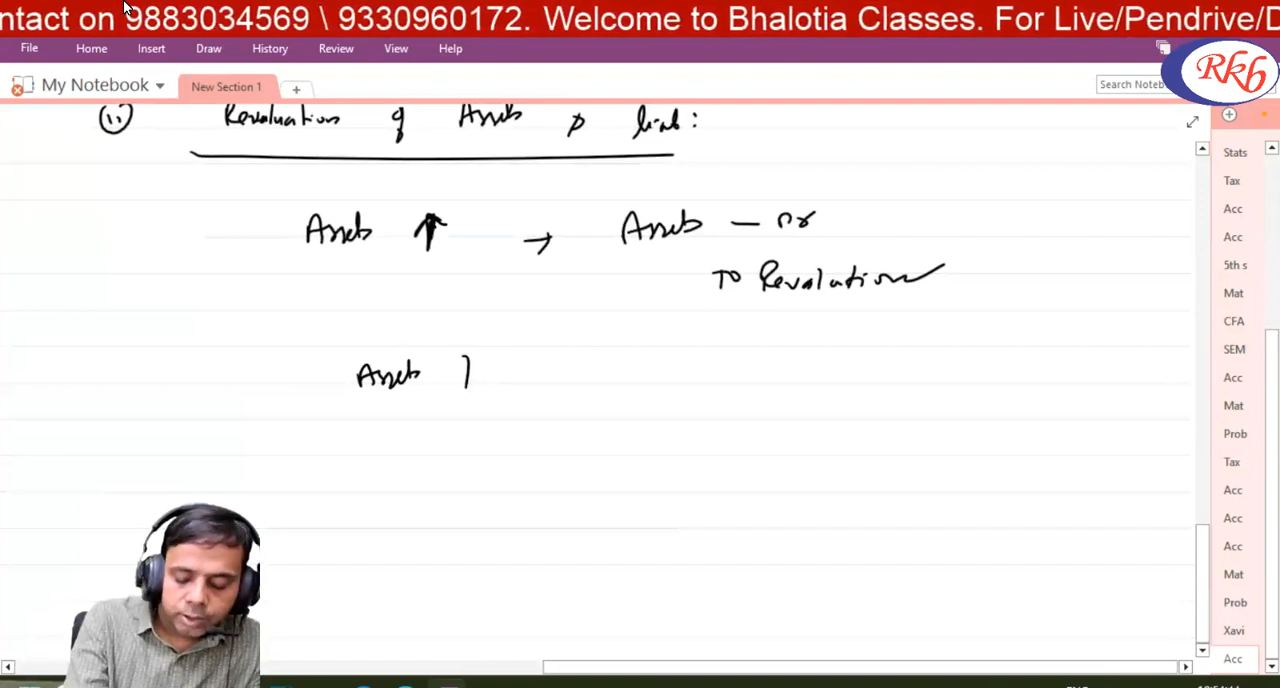 ntact on 9883034569 \ 9330960172. Welcome to Bhalotia Classes. For Live/Pendrive/D
File Home Insert Draw History Review View Help
Rkb
My Notebook New Section 1 + Search Noteb
(ii) Revaluation of Assets & liab:
Assets ↑ → Assets — Dr
To Revaluation
Assets
Stats
Tax
Acc
Acc
5th s
Mat
CFA
SEM
Acc
Mat
Prob
Tax
Acc
Acc
Acc
Mat
Prob
Xavi
Acc